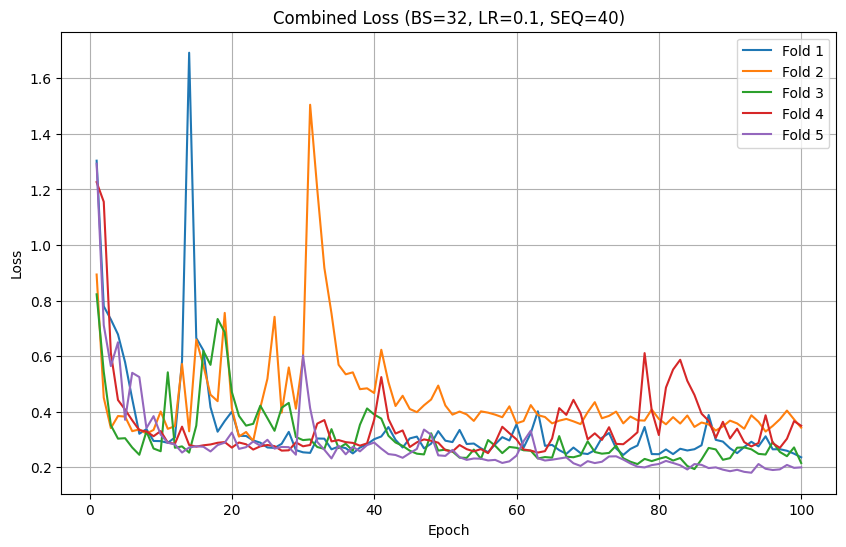 Combined Loss (BS=32, LR=0.1, SEQ=40)
Fold 1
Fold 2
Fold 3
Fold 4
Fold 5
Loss
1.6
1.4
1.2
1.0
0.8
0.6
0.4
0.2
0 20 40 60 80 100
Epoch